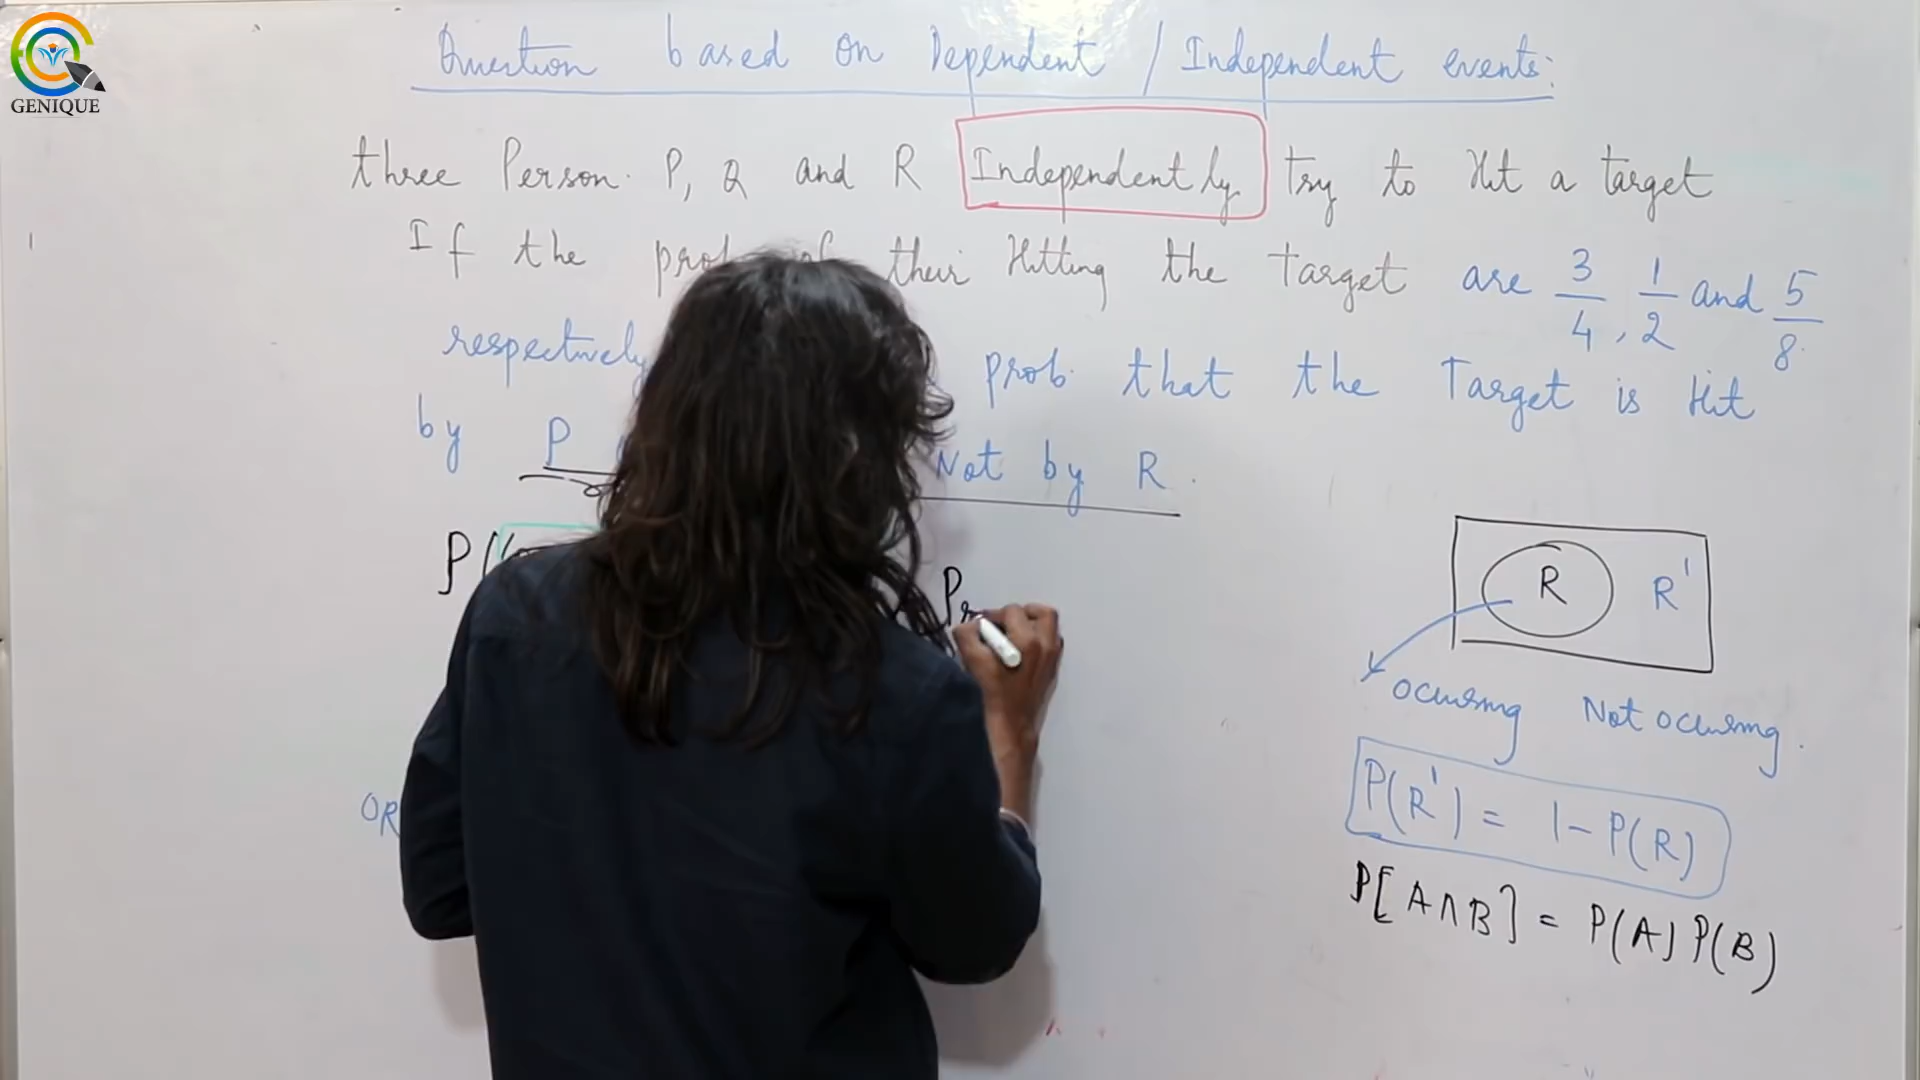 GENIQUE
Question based on Dependent / Independent events:
three Person. P, Q and R Independently try to Hit a target
If the their Hitting the target are 3/4, 1/2 and 5/8
respectively prob. that the Target is Hit
by P Not by R.
P(
R R'
ocurring Not ocurring.
P(R') = 1 - P(R)
OR
P[A∩B] = P(A) P(B)